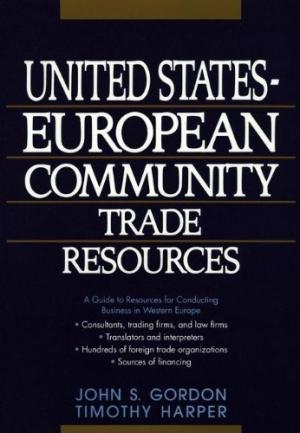 UNITED STATES-
EUROPEAN
COMMUNITY
TRADE
RESOURCES
A Guide to Resources for Conducting
Business in Western Europe
• Consultants, trading firms, and law firms
• Translators and interpreters
• Hundreds of foreign trade organizations
• Sources of financing
JOHN S. GORDON
TIMOTHY HARPER